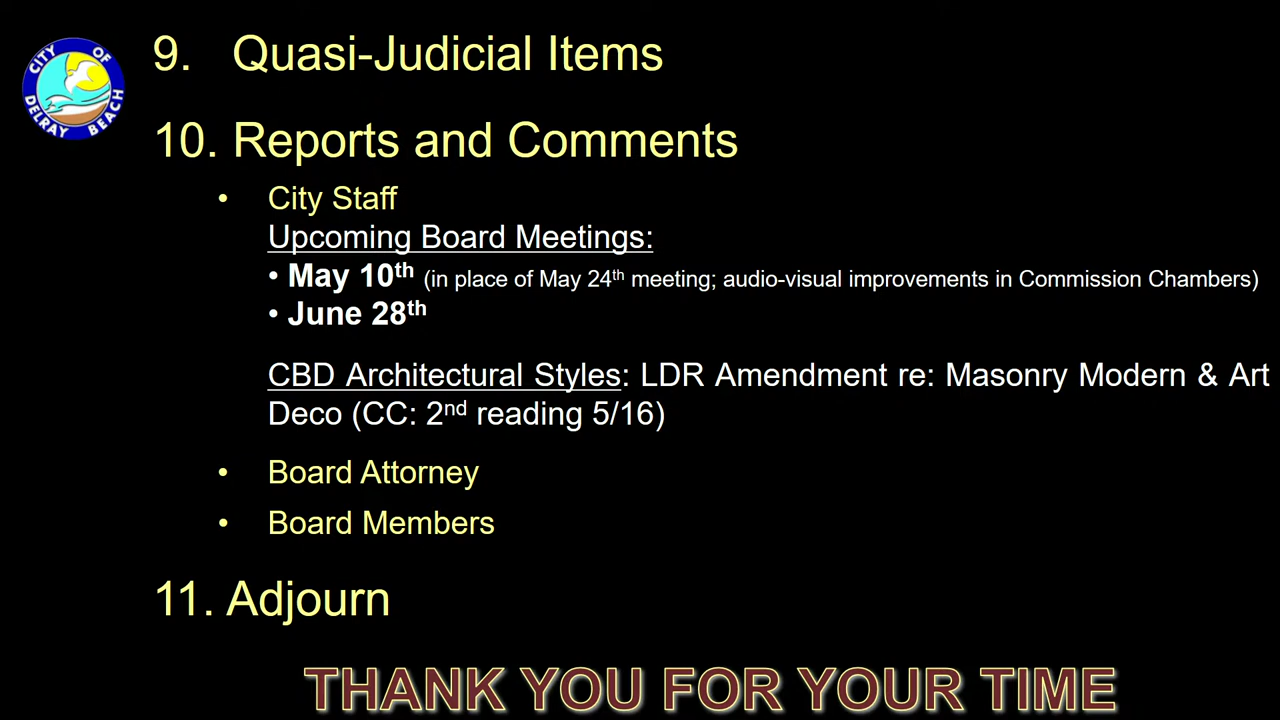 CITY OF
DELRAY BEACH
9. Quasi-Judicial Items
10. Reports and Comments
• City Staff
Upcoming Board Meetings:
• May 10th (in place of May 24th meeting; audio-visual improvements in Commission Chambers)
• June 28th
CBD Architectural Styles: LDR Amendment re: Masonry Modern & Art
Deco (CC: 2nd reading 5/16)
• Board Attorney
• Board Members
11. Adjourn
THANK YOU FOR YOUR TIME